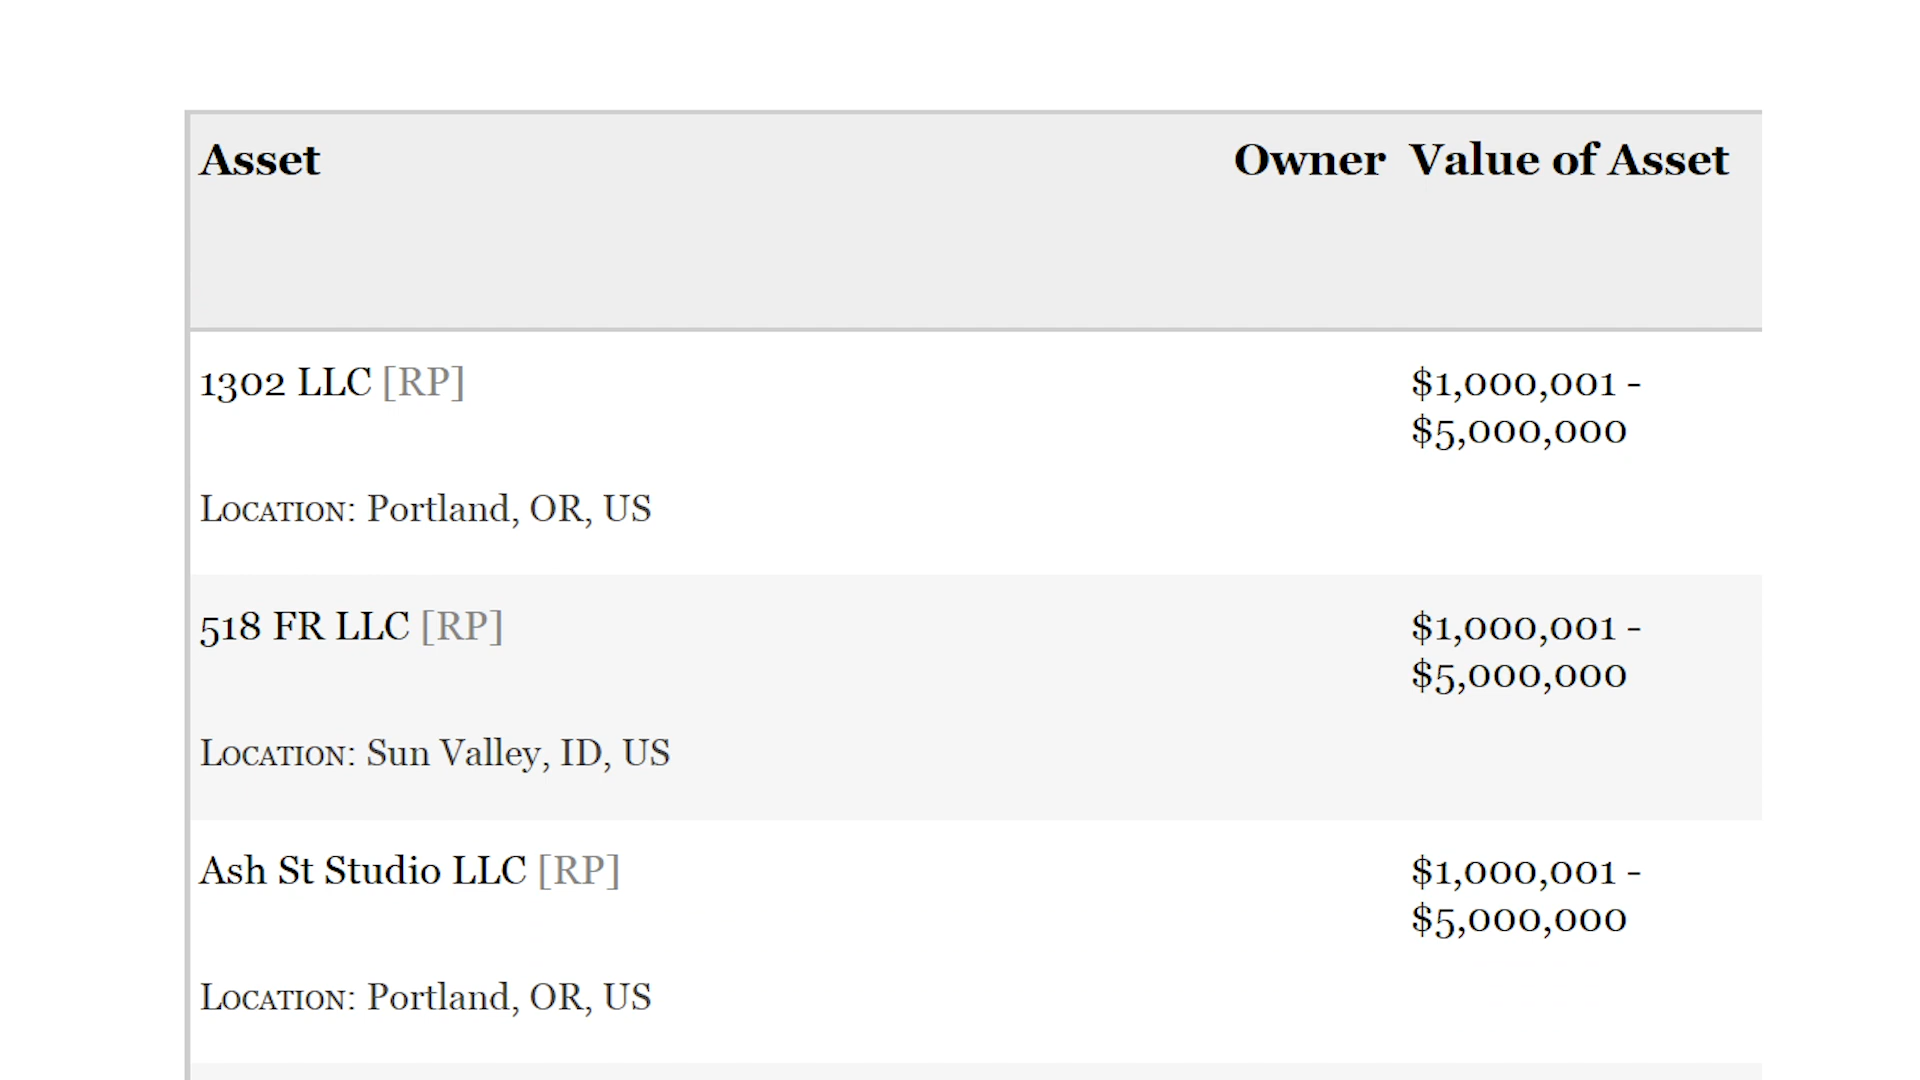 Asset Owner Value of Asset
1302 LLC [RP] $1,000,001 -
$5,000,000
Location: Portland, OR, US
518 FR LLC [RP] $1,000,001 -
$5,000,000
Location: Sun Valley, ID, US
Ash St Studio LLC [RP] $1,000,001 -
$5,000,000
Location: Portland, OR, US